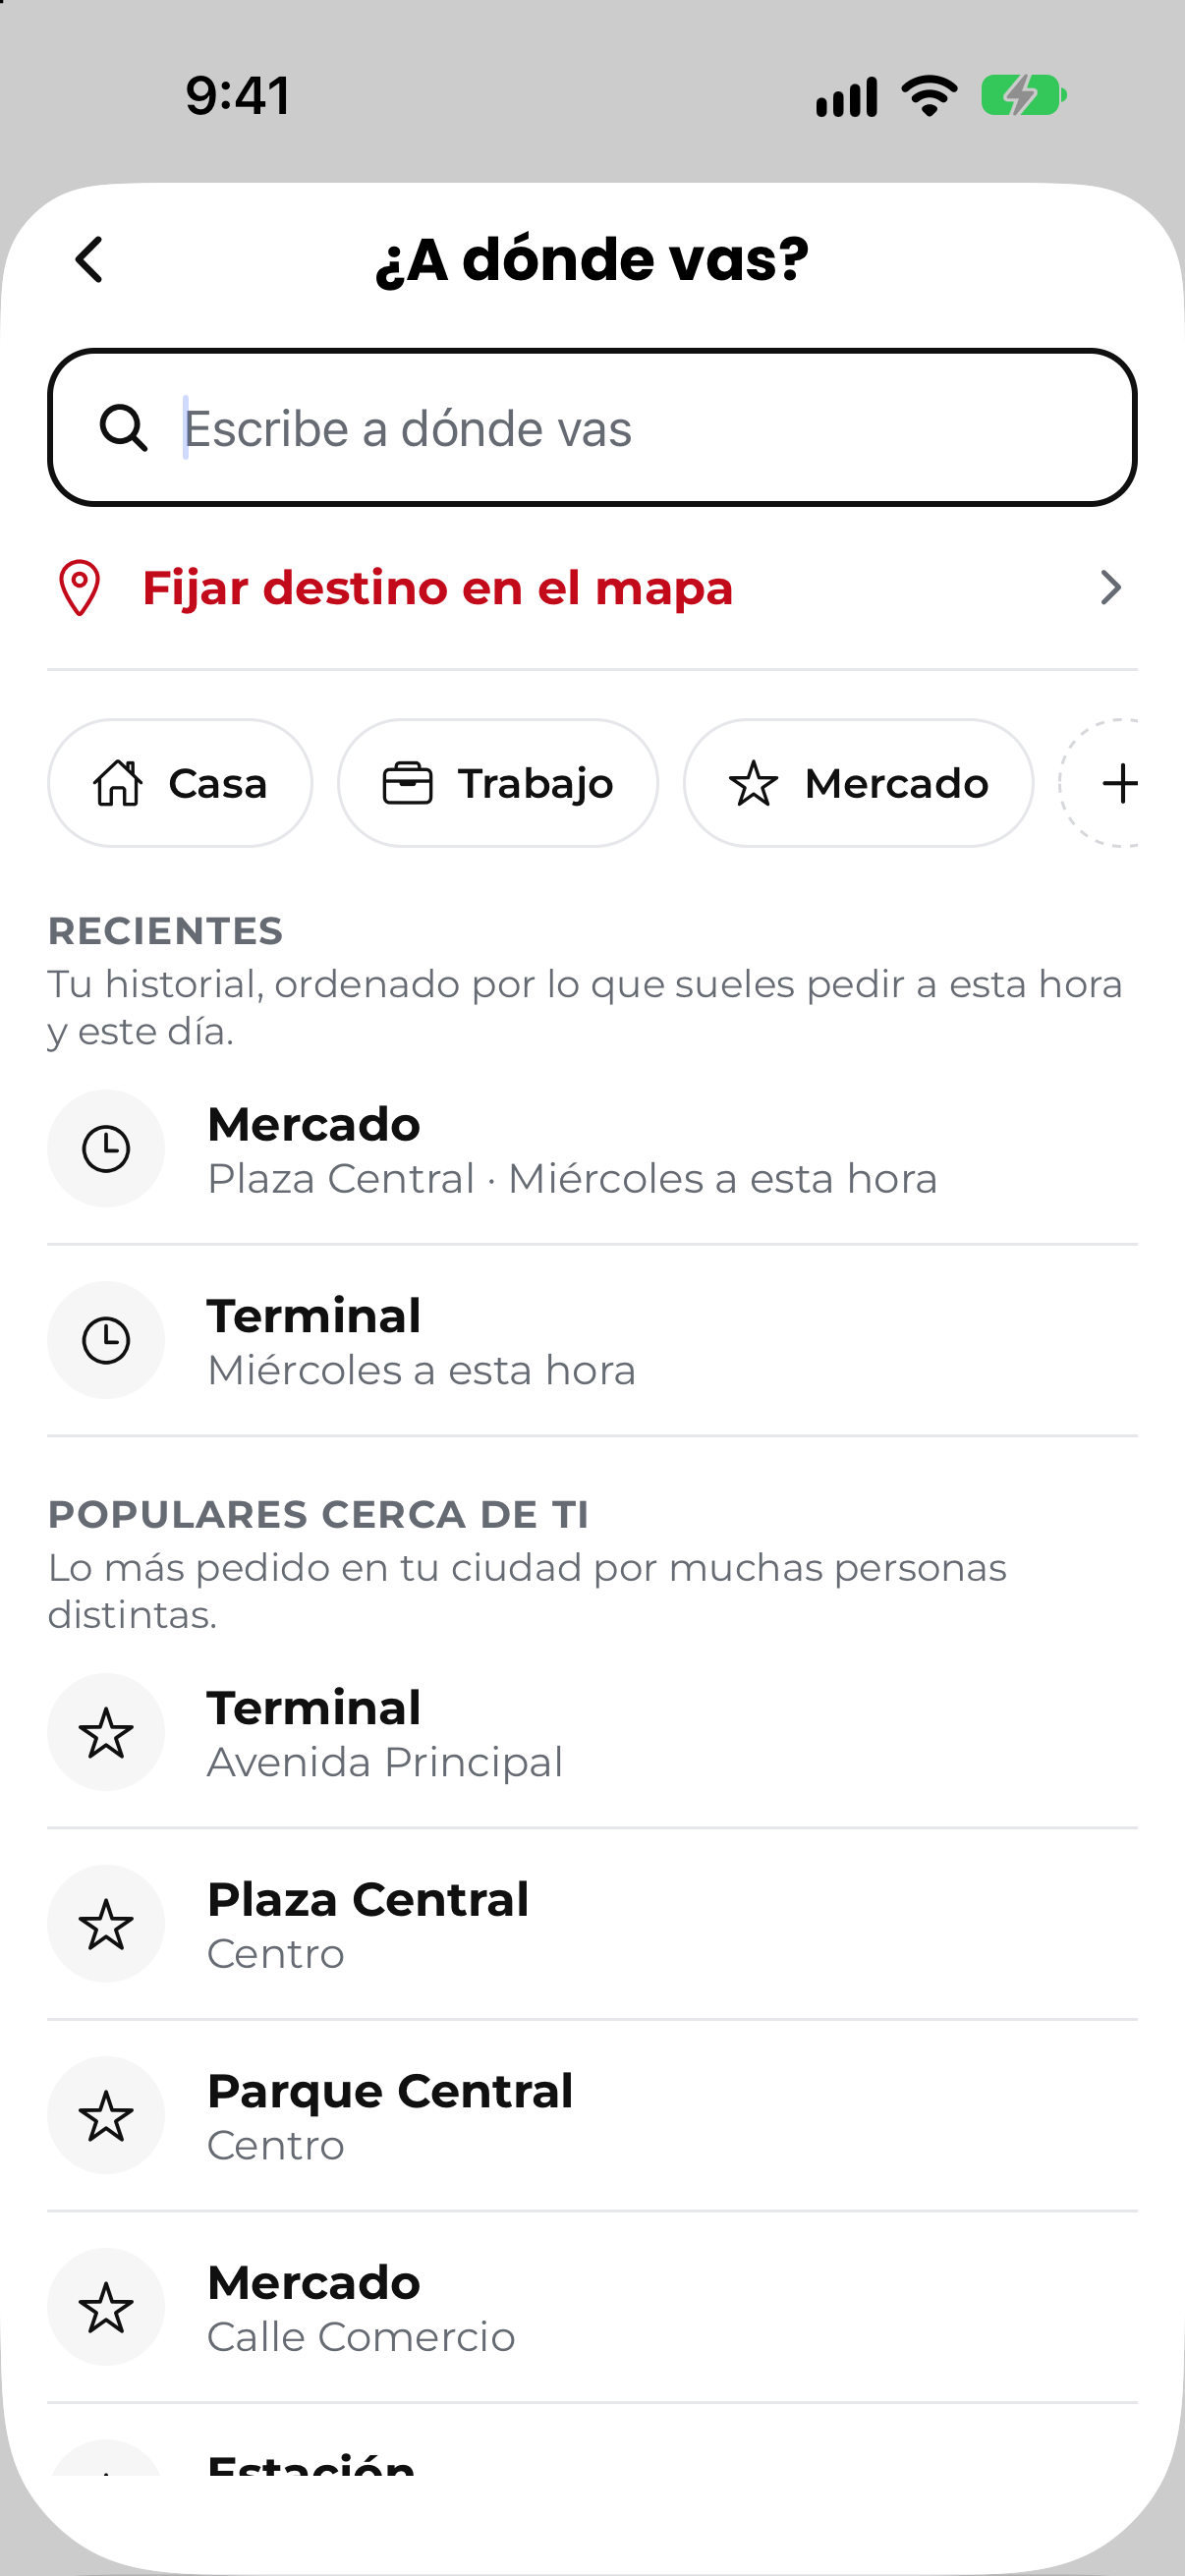 9:41
¿A dónde vas?
Escribe a dónde vas
Fijar destino en el mapa
Casa
Trabajo
Mercado
RECIENTES
Tu historial, ordenado por lo que sueles pedir a esta hora
y este día.
Mercado
Plaza Central · Miércoles a esta hora
Terminal
Miércoles a esta hora
POPULARES CERCA DE TI
Lo más pedido en tu ciudad por muchas personas
distintas.
Terminal
Avenida Principal
Plaza Central
Centro
Parque Central
Centro
Mercado
Calle Comercio
Estación